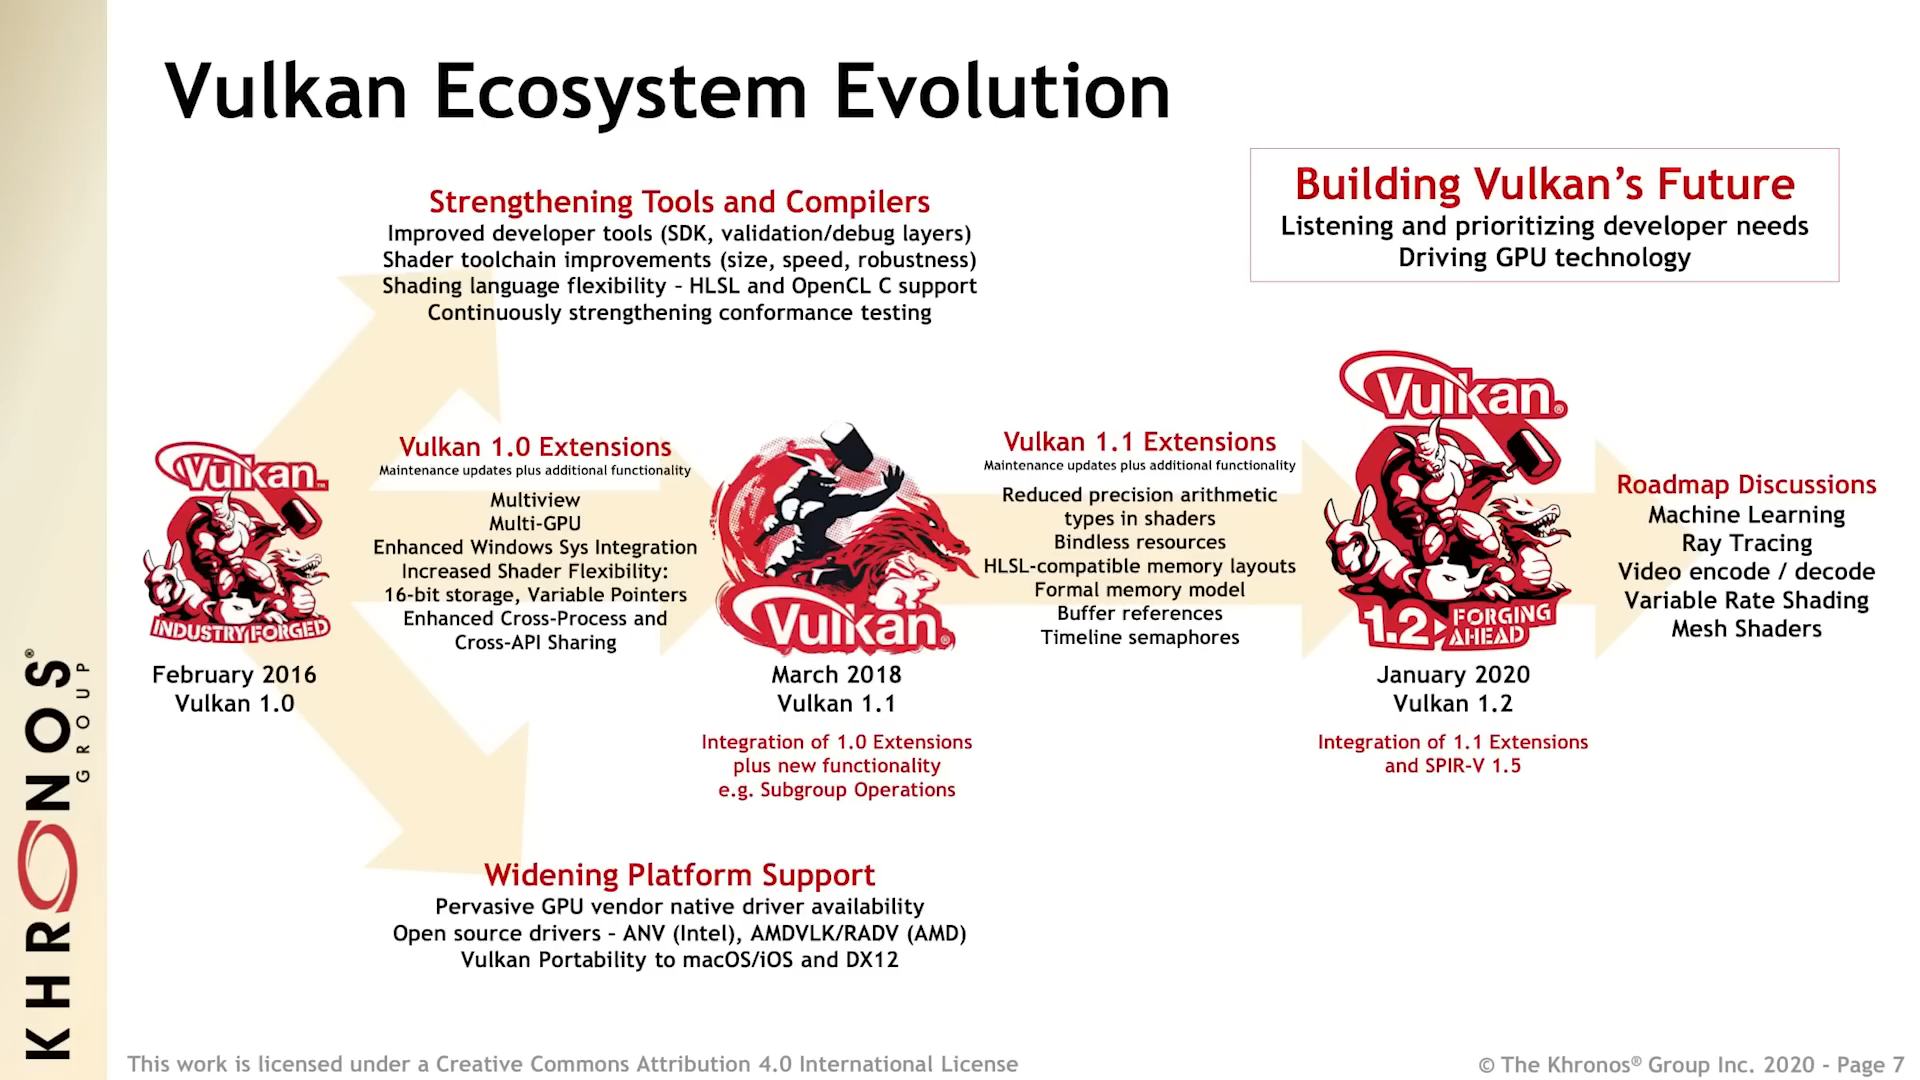 Vulkan Ecosystem Evolution
Building Vulkan’s Future
Listening and prioritizing developer needs
Driving GPU technology
Strengthening Tools and Compilers
Improved developer tools (SDK, validation/debug layers)
Shader toolchain improvements (size, speed, robustness)
Shading language flexibility – HLSL and OpenCL C support
Continuously strengthening conformance testing
Vulkan®
INDUSTRY FORGED
February 2016
Vulkan 1.0
Vulkan 1.0 Extensions
Maintenance updates plus additional functionality
Multiview
Multi-GPU
Enhanced Windows Sys Integration
Increased Shader Flexibility:
16-bit storage, Variable Pointers
Enhanced Cross-Process and
Cross-API Sharing
Vulkan®
March 2018
Vulkan 1.1
Integration of 1.0 Extensions
plus new functionality
e.g. Subgroup Operations
Vulkan 1.1 Extensions
Maintenance updates plus additional functionality
Reduced precision arithmetic
types in shaders
Bindless resources
HLSL-compatible memory layouts
Formal memory model
Buffer references
Timeline semaphores
Vulkan®
1.2 FORGING
AHEAD
January 2020
Vulkan 1.2
Integration of 1.1 Extensions
and SPIR-V 1.5
Roadmap Discussions
Machine Learning
Ray Tracing
Video encode / decode
Variable Rate Shading
Mesh Shaders
Widening Platform Support
Pervasive GPU vendor native driver availability
Open source drivers – ANV (Intel), AMDVLK/RADV (AMD)
Vulkan Portability to macOS/iOS and DX12
KHRONOS®
GROUP
This work is licensed under a Creative Commons Attribution 4.0 International License
© The Khronos® Group Inc. 2020 - Page 7